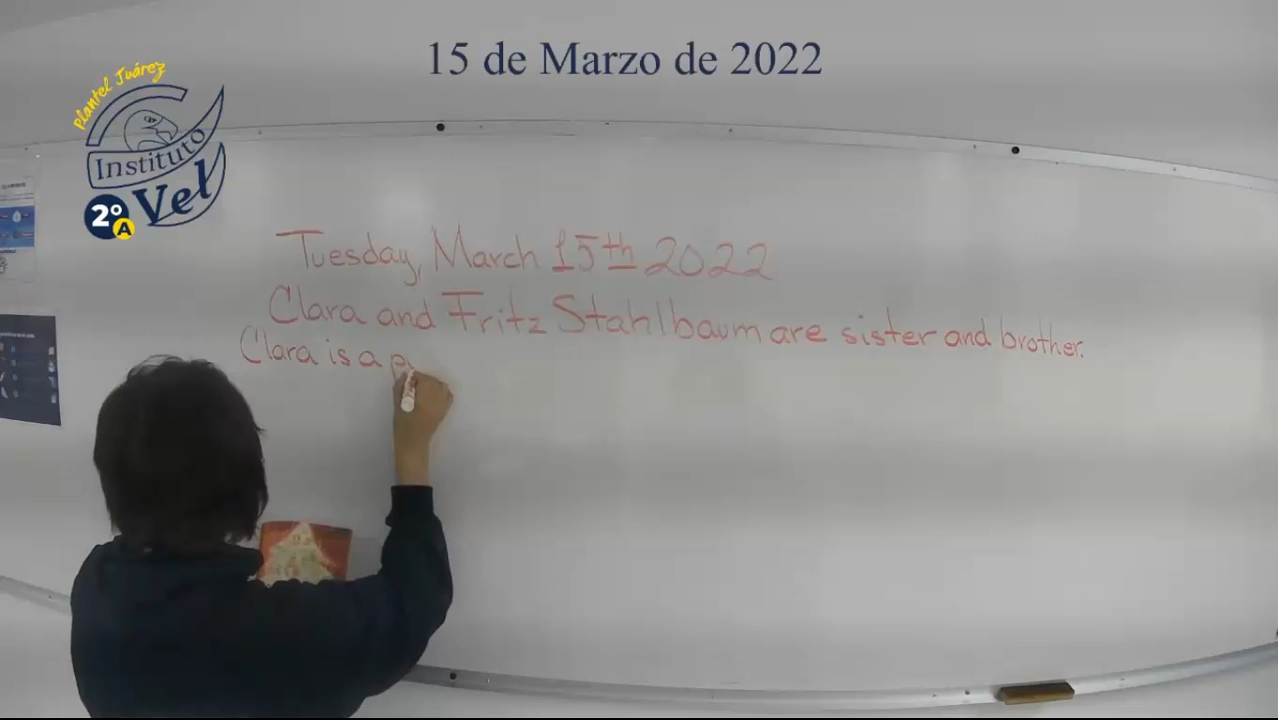 15 de Marzo de 2022
Plantel Juárez
Instituto
Vel
2º
A
Tuesday, March 15th 2022
Clara and Fritz Stahlbaum are sister and brother.
Clara is a p